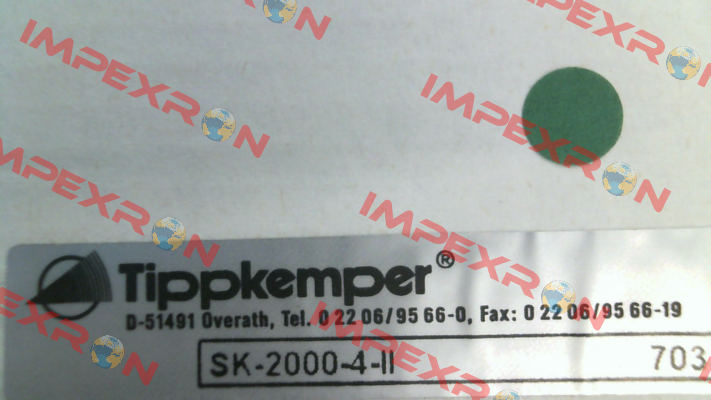 IMPEXRON
IMPEXRON
IMPEXRON
IMPEXRON
IMPEXRON
Tippkemper®
D-51491 Overath, Tel. 0 22 06/95 66-0, Fax: 0 22 06/95 66-19
SK-2000-4-II 703